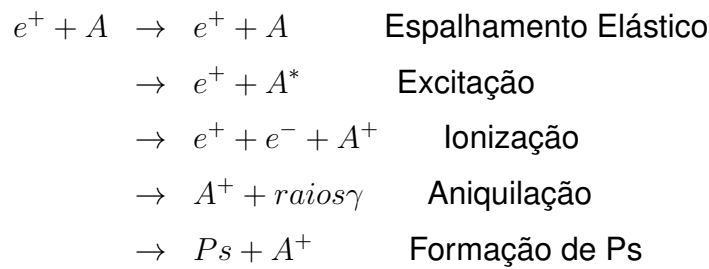 e⁺ + A → e⁺ + A Espalhamento Elástico
→ e⁺ + A* Excitação
→ e⁺ + e⁻ + A⁺ Ionização
→ A⁺ + raiosγ Aniquilação
→ Ps + A⁺ Formação de Ps